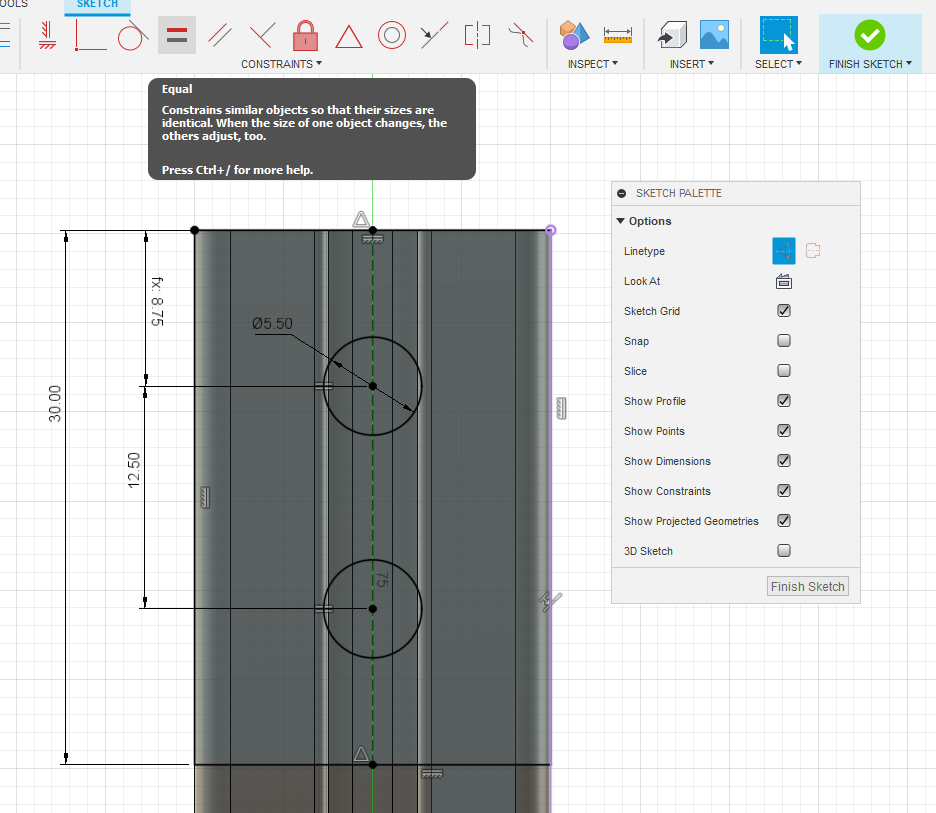 OOLS
SKETCH
CONSTRAINTS
INSPECT
INSERT
SELECT
FINISH SKETCH
Equal
Constrains similar objects so that their sizes are
identical. When the size of one object changes, the
others adjust, too.
Press Ctrl+/ for more help.
SKETCH PALETTE
Options
Linetype
Look At
Sketch Grid
Snap
Slice
Show Profile
Show Points
Show Dimensions
Show Constraints
Show Projected Geometries
3D Sketch
Finish Sketch
fx: 8.75
Ø5.50
30.00
12.50
75